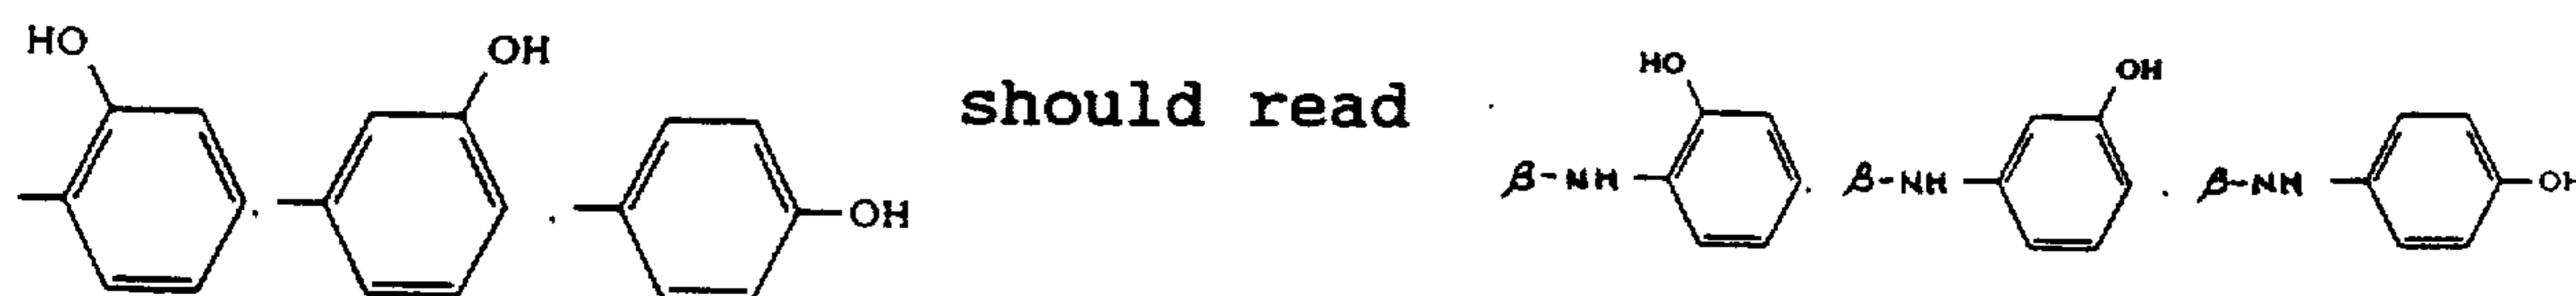 HO OH OH should read HO OH β-NH β-NH β-NH OH